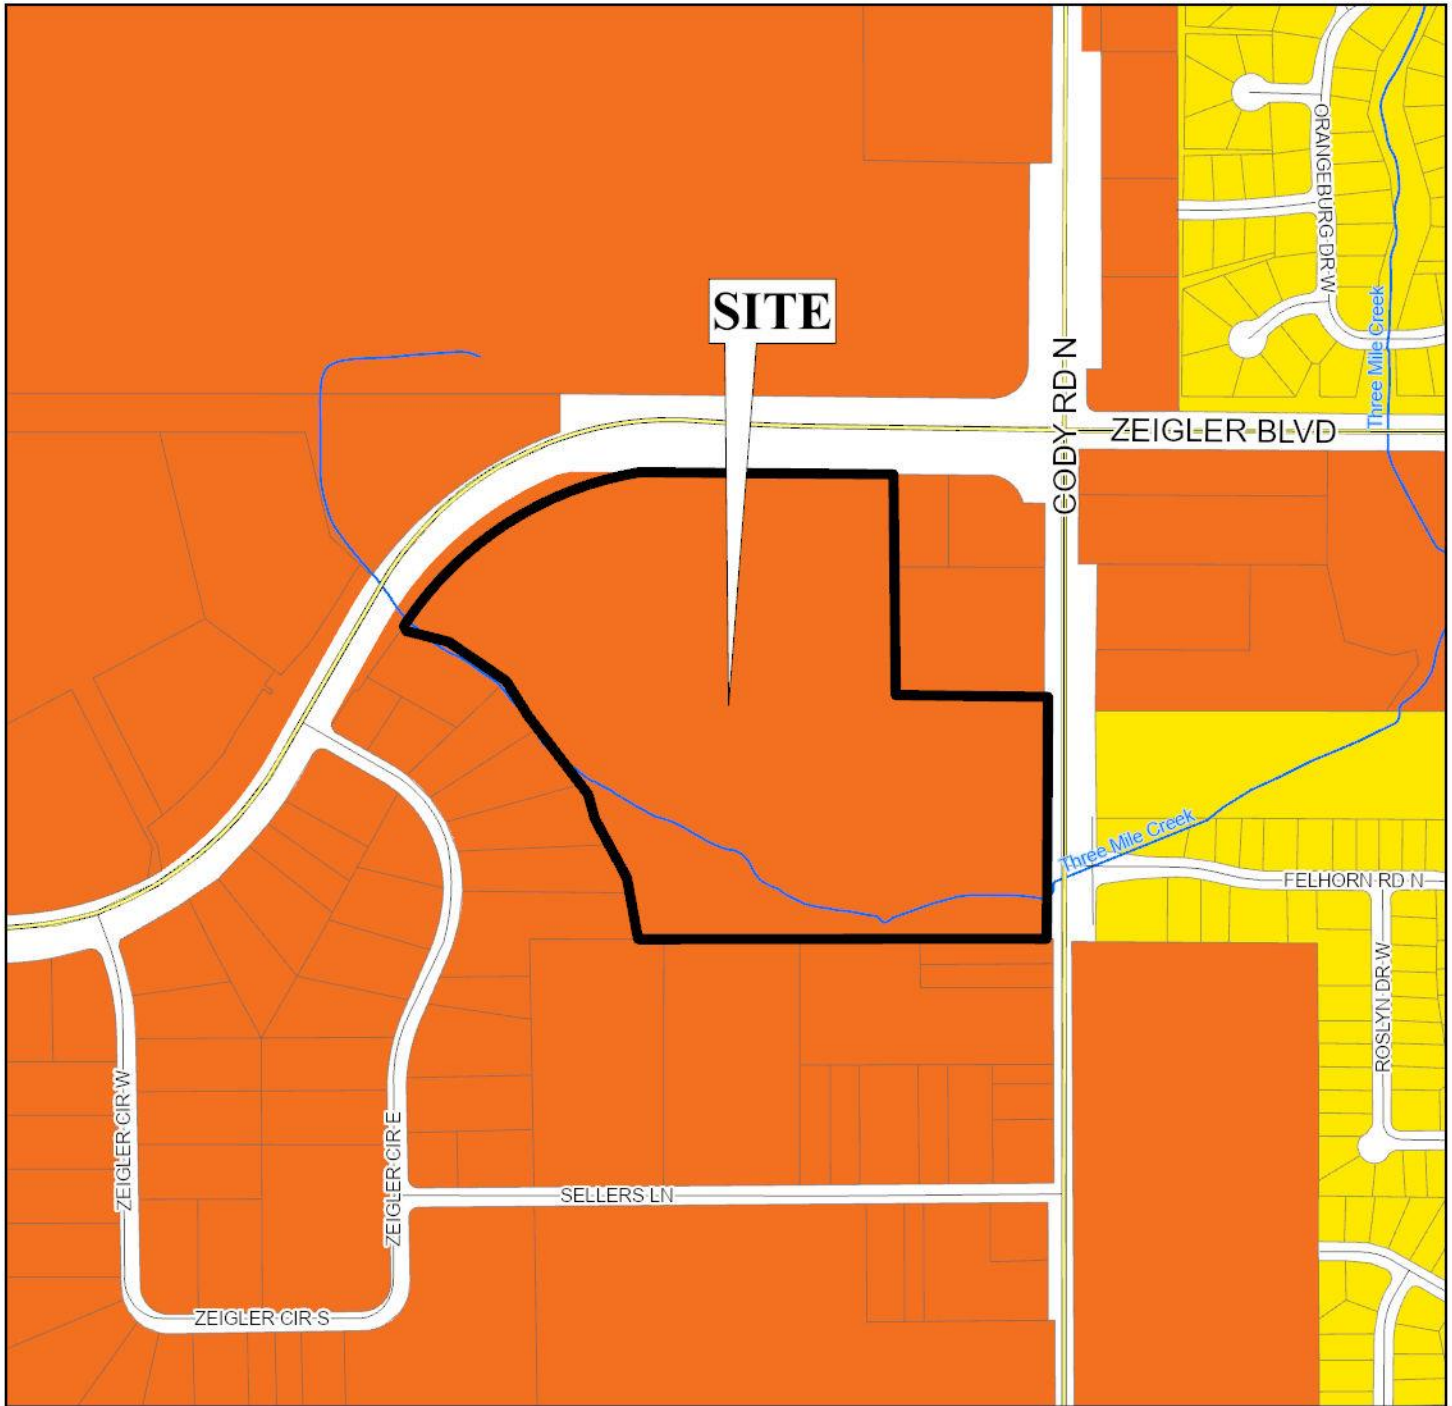 ORANGEBURG DR W
SITE
Three Mile Creek
CODY RD N
ZEIGLER BLVD
Three Mile Creek
FELHORN RD N
ROSLYN DR W
ZEIGLER CIR W
ZEIGLER CIR E
SELLERS LN
ZEIGLER CIR S